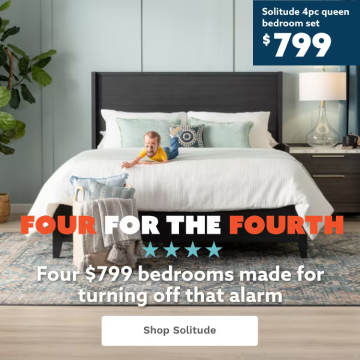 Solitude 4pc queen
bedroom set
$799
FOUR FOR THE FOURTH
Four $799 bedrooms made for
turning off that alarm
Shop Solitude